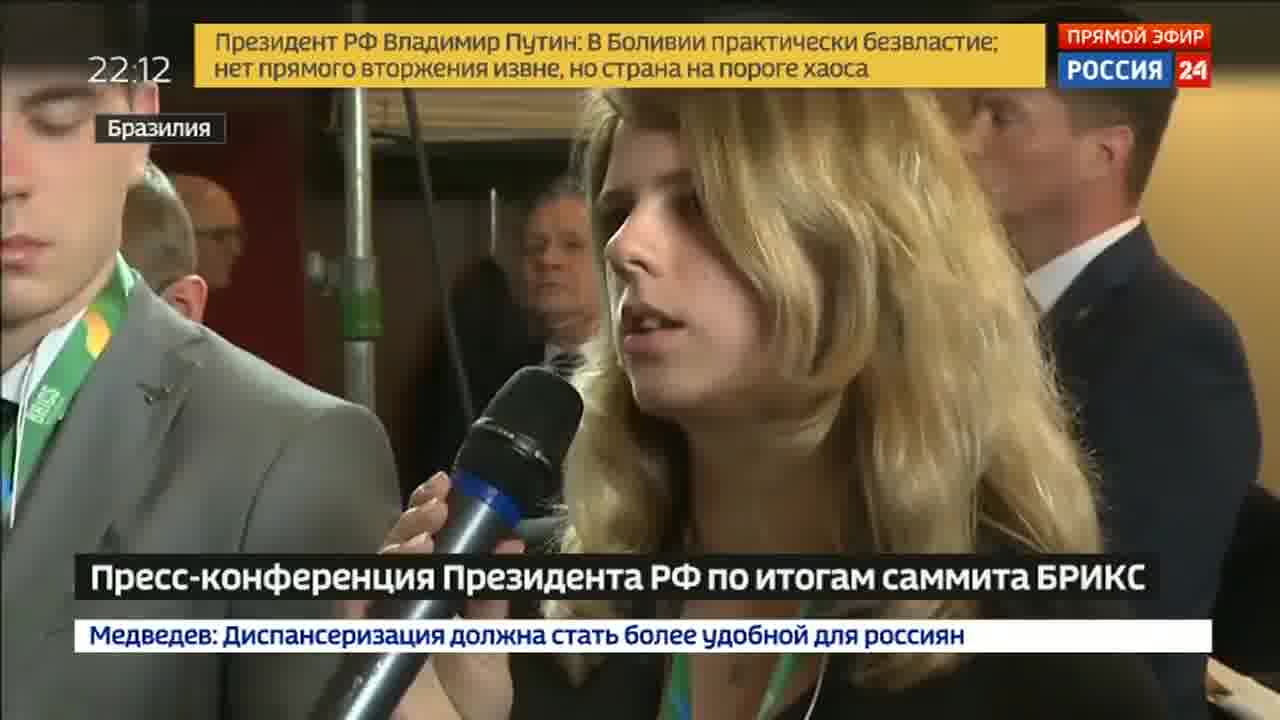 22:12
Президент РФ Владимир Путин: В Боливии практически безвластие;
нет прямого вторжения извне, но страна на пороге хаоса
ПРЯМОЙ ЭФИР
РОССИЯ 24
Бразилия
BRICS
Пресс-конференция Президента РФ по итогам саммита БРИКС
Медведев: Диспансеризация должна стать более удобной для россиян